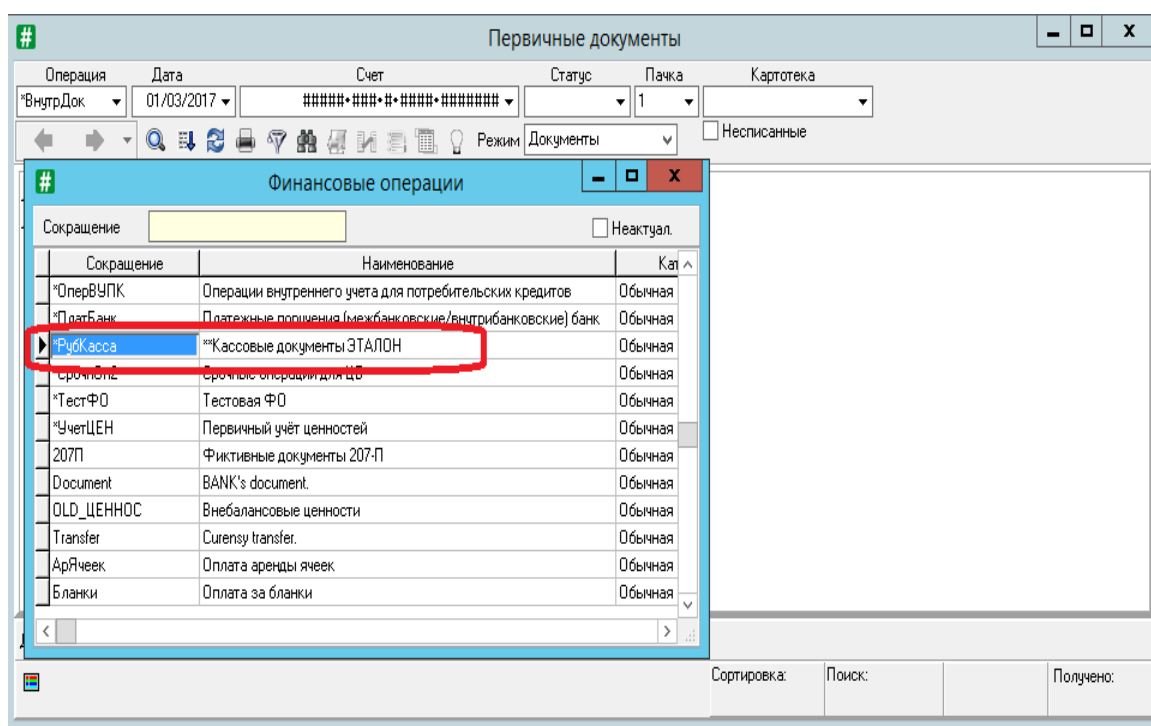 Первичные документы
Операция Дата Счет Статус Пачка Картотека
*ВнутрДок 01/03/2017 #####•###•#•####•####### 1
Режим Документы Несписанные
Финансовые операции
Сокращение Неактуал.
Сокращение Наименование Кат
*ОперВУПК Операции внутреннего учета для потребительских кредитов Обычная
*ПлатБанк Платежные поручения (межбанковские/внутрибанковские) банк Обычная
*РубКасса **Кассовые документы ЭТАЛОН Обычная
*СрочнОп2 Срочные операции для ЦБ Обычная
*ТестФО Тестовая ФО Обычная
*УчетЦЕН Первичный учёт ценностей Обычная
207П Фиктивные документы 207-П Обычная
Document BANK's document. Обычная
OLD_ЦЕННОС Внебалансовые ценности Обычная
Transfer Curensy transfer. Обычная
АрЯчеек Оплата аренды ячеек Обычная
Бланки Оплата за бланки Обычная
Сортировка: Поиск: Получено: